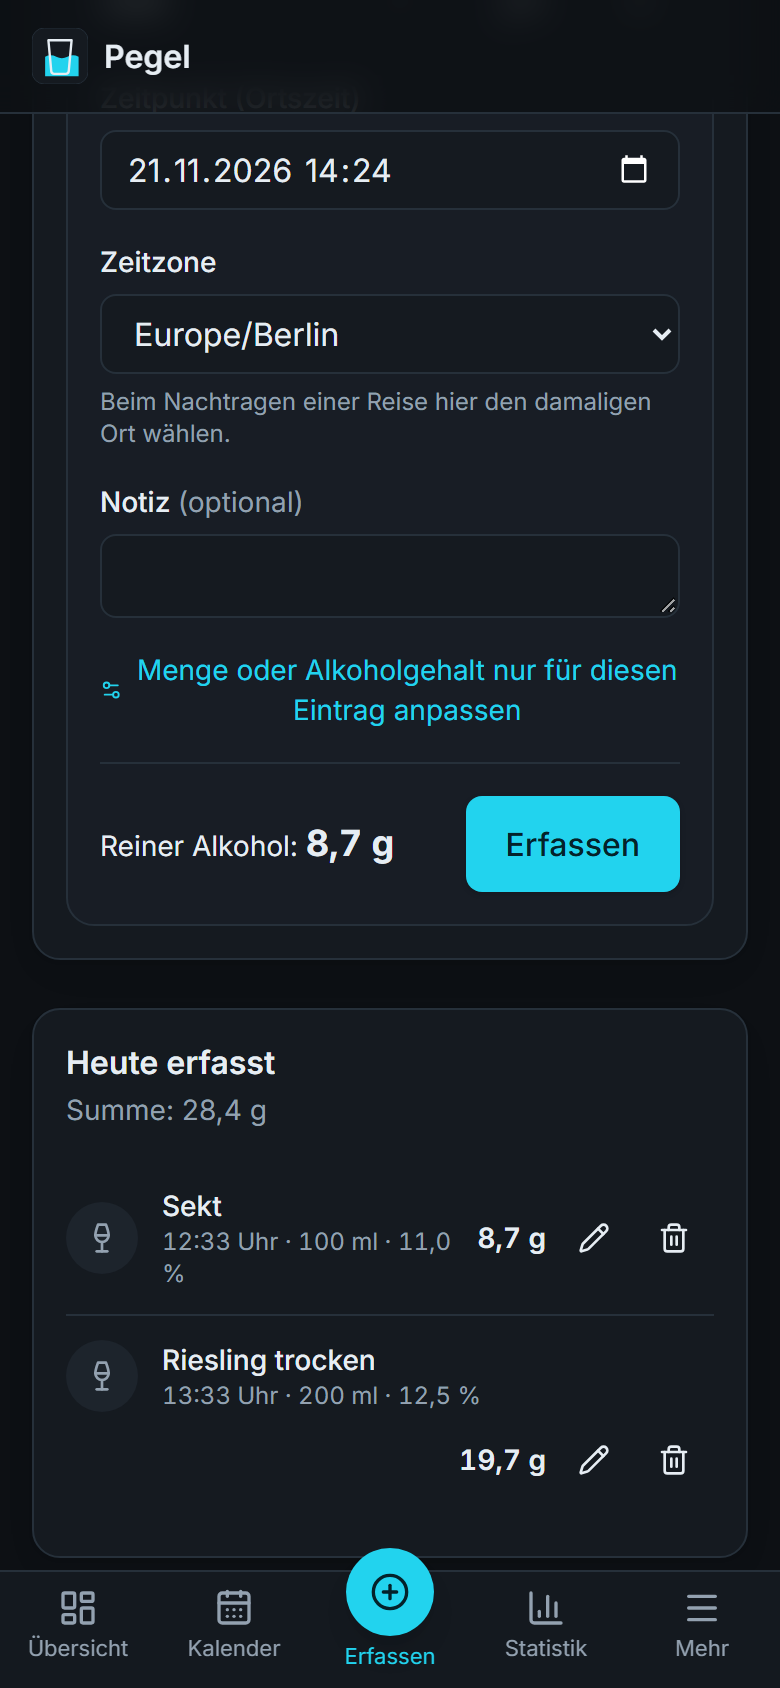 Pegel
Zeitpunkt (Ortszeit)
21.11.2026 14:24
Zeitzone
Europe/Berlin
Beim Nachtragen einer Reise hier den damaligen
Ort wählen.
Notiz (optional)
Menge oder Alkoholgehalt nur für diesen
Eintrag anpassen
Reiner Alkohol: 8,7 g
Erfassen
Heute erfasst
Summe: 28,4 g
Sekt
12:33 Uhr · 100 ml · 11,0
%
8,7 g
Riesling trocken
13:33 Uhr · 200 ml · 12,5 %
19,7 g
Übersicht
Kalender
Erfassen
Statistik
Mehr